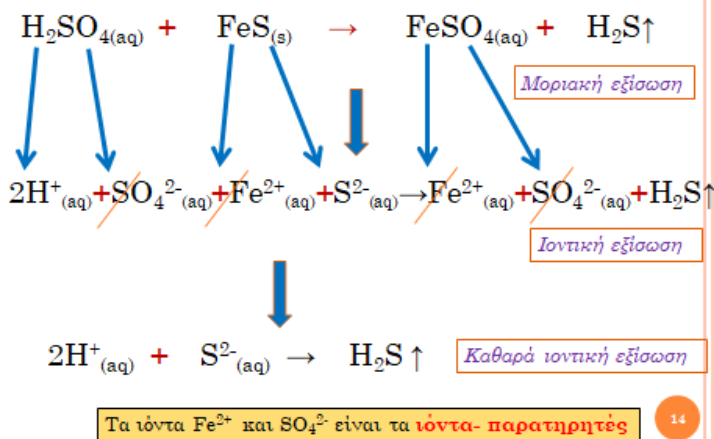 H₂SO₄₍aq₎ + FeS₍s₎ → FeSO₄₍aq₎ + H₂S↑
Μοριακή εξίσωση
2H⁺₍aq₎+SO₄²⁻₍aq₎+Fe²⁺₍aq₎+S²⁻₍aq₎→Fe²⁺₍aq₎+SO₄²⁻₍aq₎+H₂S↑
Ιοντική εξίσωση
2H⁺₍aq₎ + S²⁻₍aq₎ → H₂S ↑
Καθαρά ιοντική εξίσωση
Τα ιόντα Fe²⁺ και SO₄²⁻ είναι τα ιόντα- παρατηρητές
14